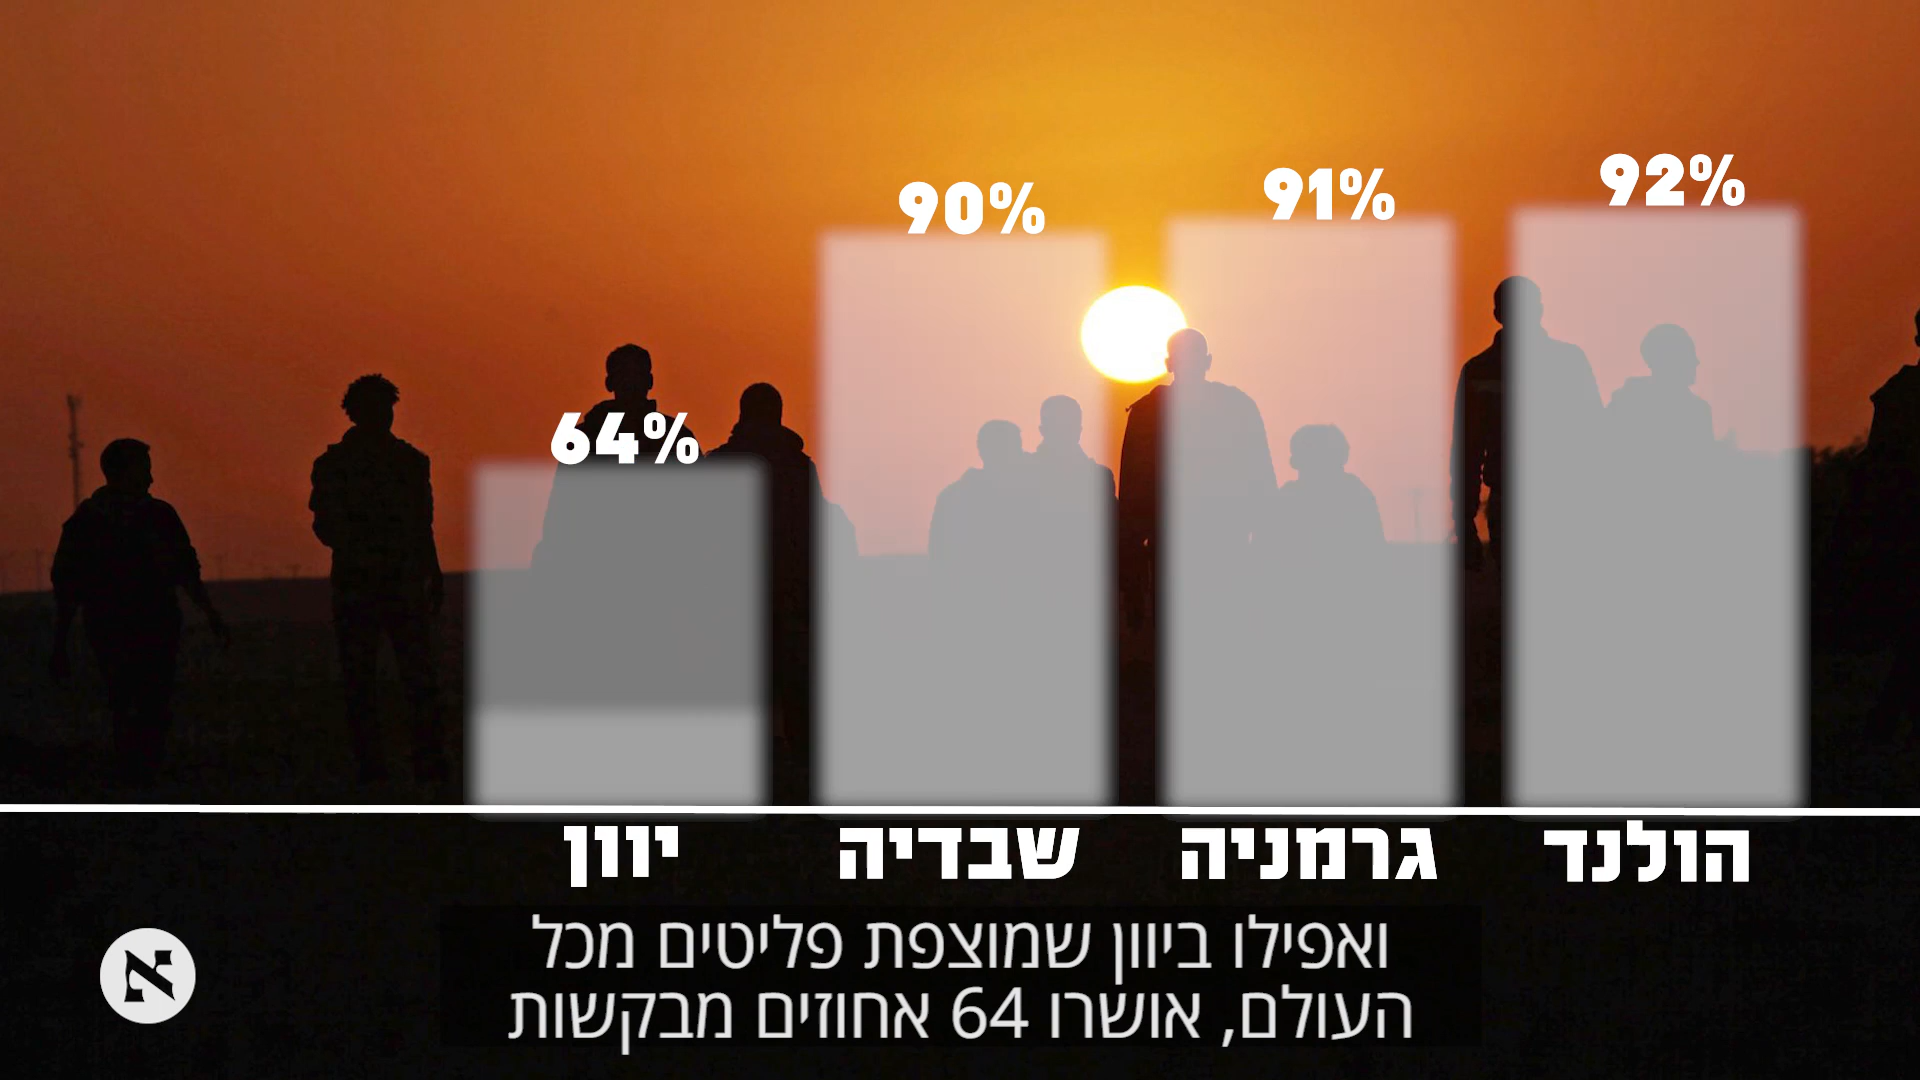 92%
91%
90%
64%
הולנד
גרמניה
שבדיה
יוון
ואפילו ביוון שמוצפת פליטים מכל
העולם, אושרו 64 אחוזים מבקשות
א